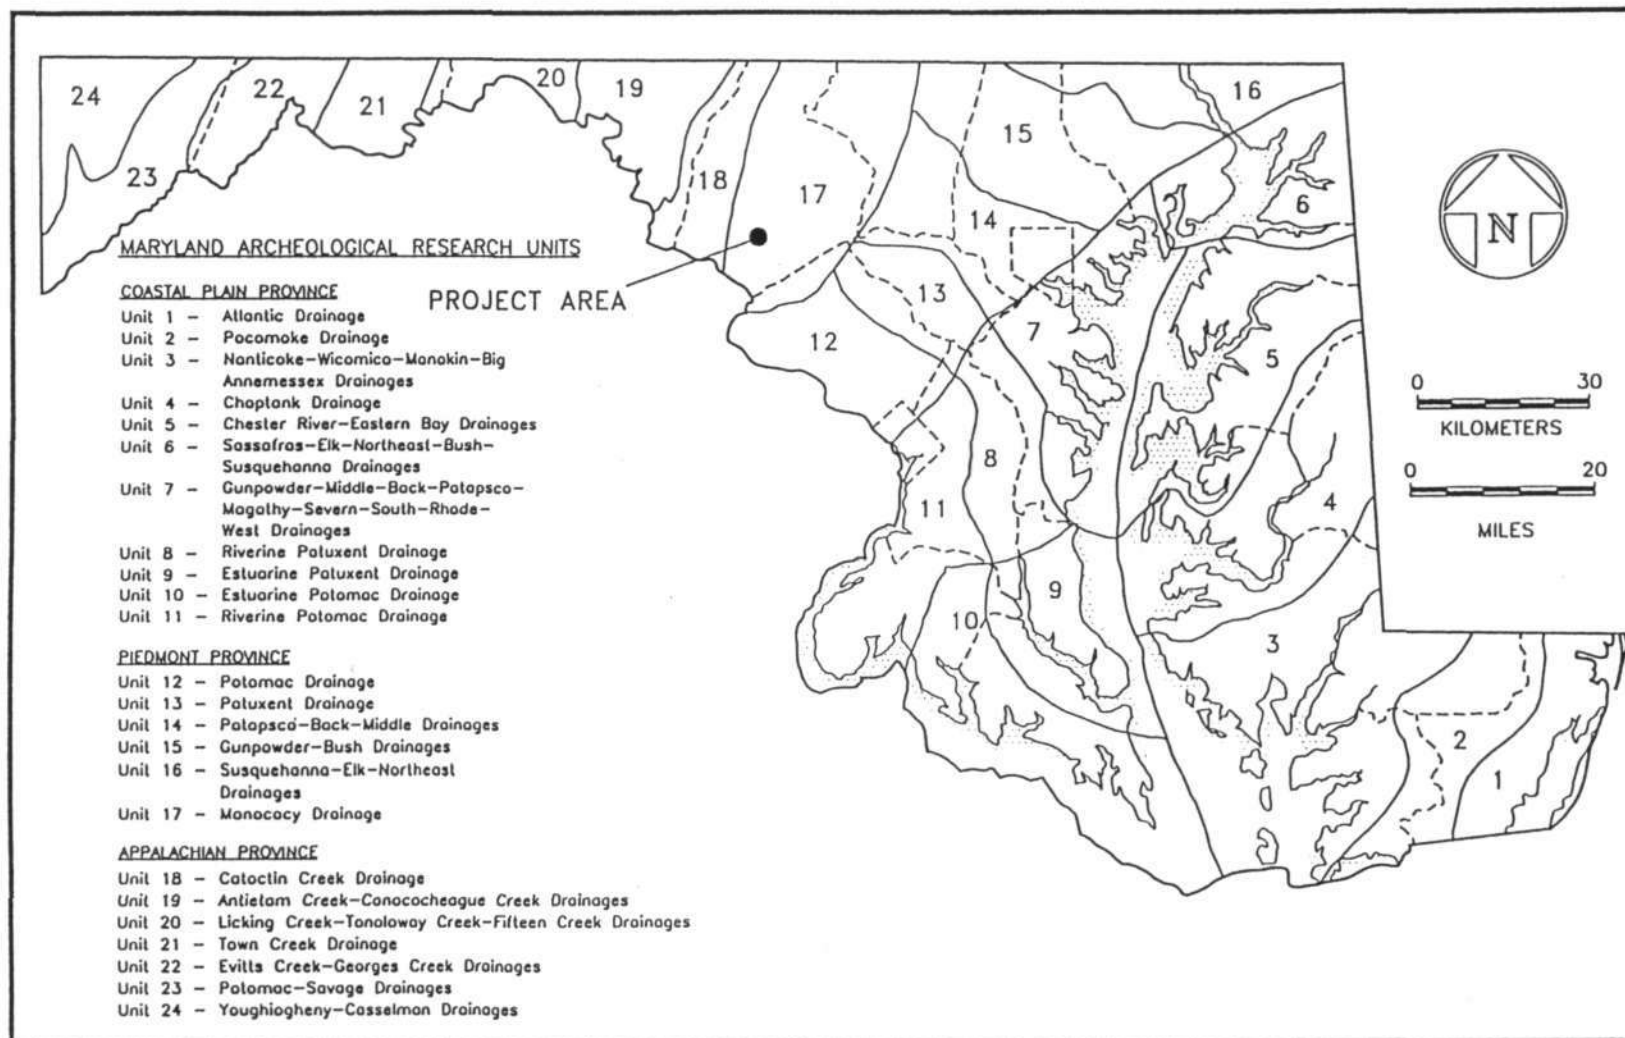 24
22
21
20
19
18
17
15
16
23
14
6
13
7
12
5
8
11
4
9
10
3
2
1
N
0 30
KILOMETERS
0 20
MILES
PROJECT AREA
MARYLAND ARCHEOLOGICAL RESEARCH UNITS
COASTAL PLAIN PROVINCE
Unit 1 – Atlantic Drainage
Unit 2 – Pocomoke Drainage
Unit 3 – Nanticoke–Wicomico–Manokin–Big
Annemessex Drainages
Unit 4 – Choptank Drainage
Unit 5 – Chester River–Eastern Bay Drainages
Unit 6 – Sassafras–Elk–Northeast–Bush–
Susquehanna Drainages
Unit 7 – Gunpowder–Middle–Back–Patapsco–
Magothy–Severn–South–Rhode–
West Drainages
Unit 8 – Riverine Patuxent Drainage
Unit 9 – Estuarine Patuxent Drainage
Unit 10 – Estuarine Potomac Drainage
Unit 11 – Riverine Potomac Drainage
PIEDMONT PROVINCE
Unit 12 – Potomac Drainage
Unit 13 – Patuxent Drainage
Unit 14 – Patapsco–Back–Middle Drainages
Unit 15 – Gunpowder–Bush Drainages
Unit 16 – Susquehanna–Elk–Northeast
Drainages
Unit 17 – Monocacy Drainage
APPALACHIAN PROVINCE
Unit 18 – Catoctin Creek Drainage
Unit 19 – Antietam Creek–Conococheague Creek Drainages
Unit 20 – Licking Creek–Tonoloway Creek–Fifteen Creek Drainages
Unit 21 – Town Creek Drainage
Unit 22 – Evitts Creek–Georges Creek Drainages
Unit 23 – Potomac–Savage Drainages
Unit 24 – Youghiogheny–Casselman Drainages